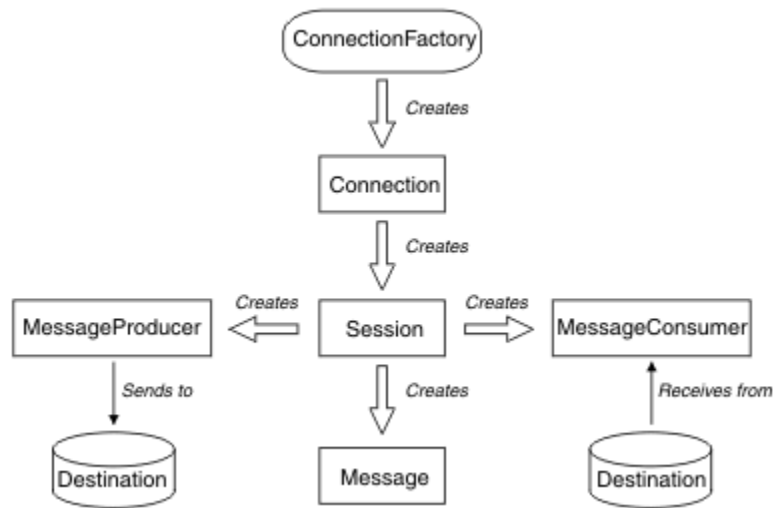 ConnectionFactory
Creates
Connection
Creates
Creates
Creates
MessageProducer
Session
MessageConsumer
Sends to
Creates
Receives from
Destination
Message
Destination